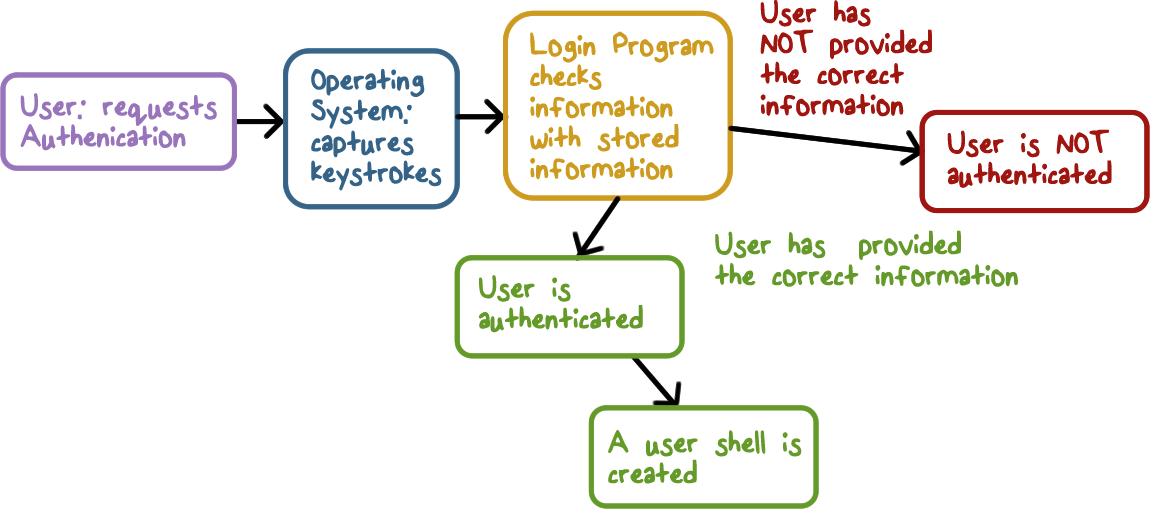 User: requests
Authenication
Operating
System:
captures
keystrokes
Login Program
checks
information
with stored
information
User has
NOT provided
the correct
information
User is NOT
authenticated
User has provided
the correct information
User is
authenticated
A user shell is
created